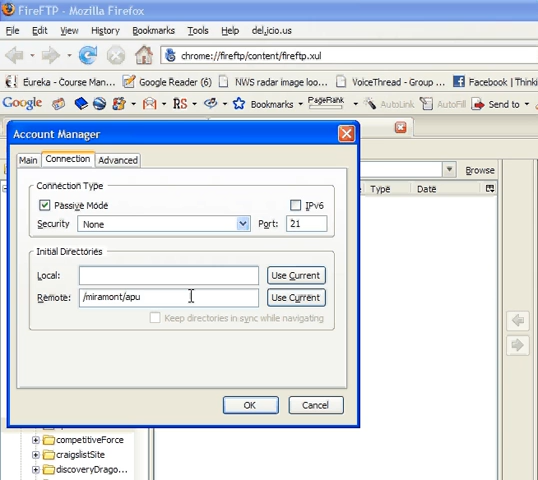 FireFTP - Mozilla Firefox
File Edit View History Bookmarks Tools Help del.icio.us
chrome://fireftp/content/fireftp.xul
Eureka - Course Man... Google Reader (6) NWS radar image loo... VoiceThread - Group ... Facebook | Thinki
Google Bookmarks PageRank AutoLink AutoFill Send to
Account Manager
Main Connection Advanced
Browse
Type Date
Connection Type
Passive Mode IPv6
Security None Port: 21
Initial Directories
Local: Use Current
Remote: /miramont/apu Use Current
Keep directories in sync while navigating
OK Cancel
competitiveForce
craigslistSite
discoveryDrago...